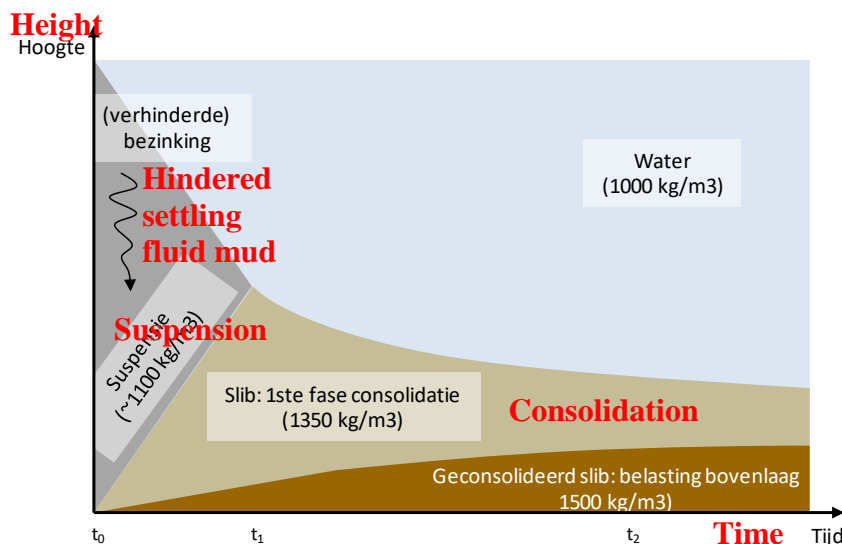 Height
Hoogte
(verhinderde)
bezinking
Hindered
settling
fluid mud
Water
(1000 kg/m3)
Suspension
Suspensie
(~1100 kg/m3)
Slib: 1ste fase consolidatie
(1350 kg/m3)
Consolidation
Geconsolideerd slib: belasting bovenlaag
1500 kg/m3)
t0
t1
t2
Time
Tijd